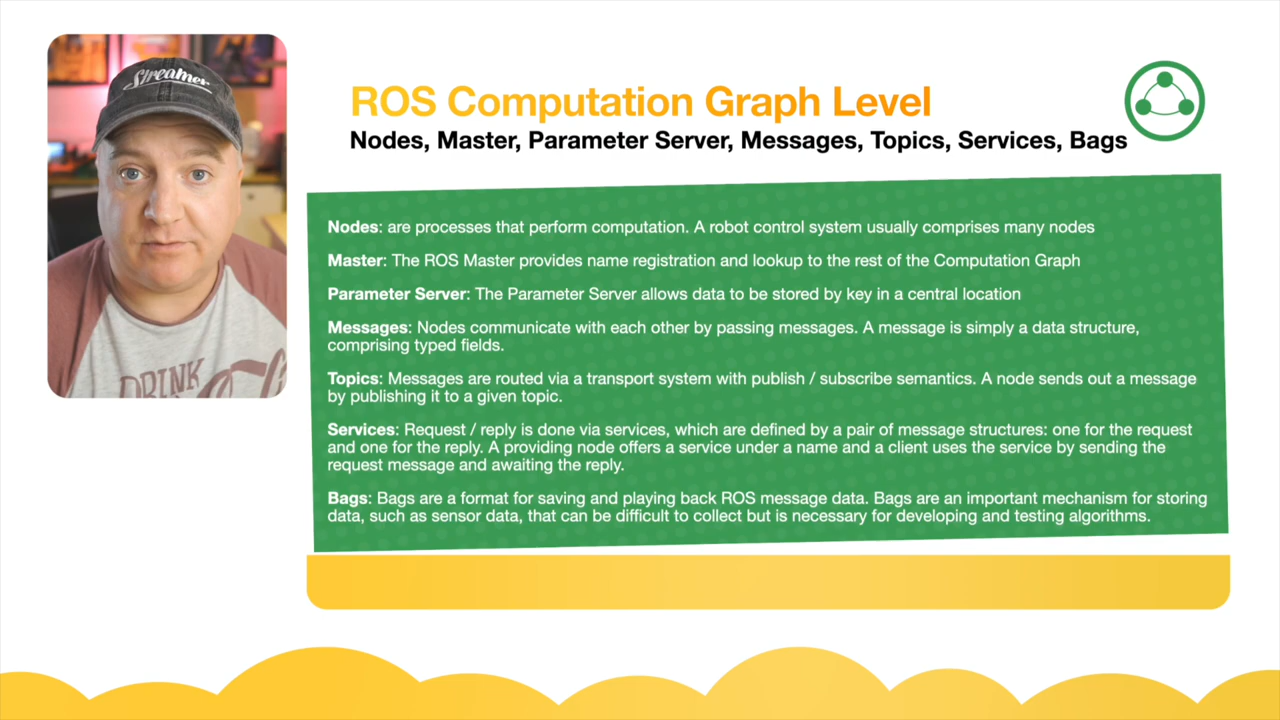 Streamer
ROS Computation Graph Level
Nodes, Master, Parameter Server, Messages, Topics, Services, Bags
Nodes: are processes that perform computation. A robot control system usually comprises many nodes
Master: The ROS Master provides name registration and lookup to the rest of the Computation Graph
Parameter Server: The Parameter Server allows data to be stored by key in a central location
Messages: Nodes communicate with each other by passing messages. A message is simply a data structure,
comprising typed fields.
Topics: Messages are routed via a transport system with publish / subscribe semantics. A node sends out a message
by publishing it to a given topic.
Services: Request / reply is done via services, which are defined by a pair of message structures: one for the request
and one for the reply. A providing node offers a service under a name and a client uses the service by sending the
request message and awaiting the reply.
Bags: Bags are a format for saving and playing back ROS message data. Bags are an important mechanism for storing
data, such as sensor data, that can be difficult to collect but is necessary for developing and testing algorithms.
DRINK